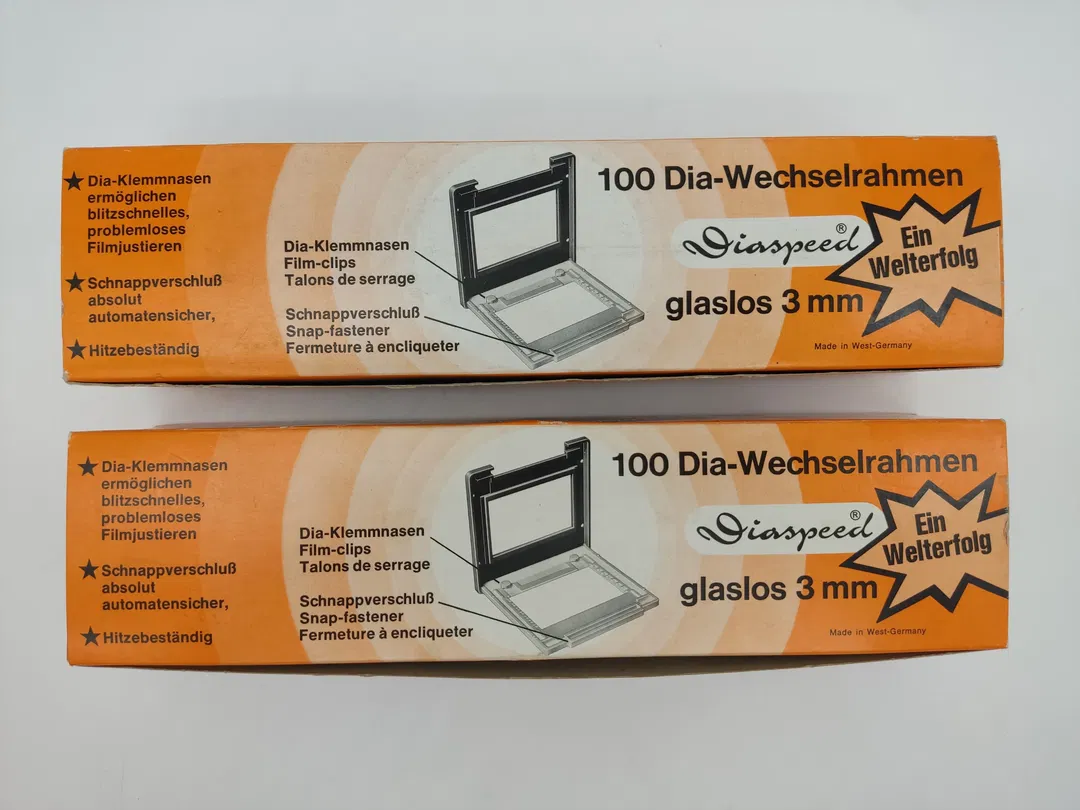 ★ Dia-Klemmnasen
ermöglichen
blitzschnelles,
problemloses
Filmjustieren
★ Schnappverschluß
absolut
automatensicher,
★ Hitzebeständig
Dia-Klemmnasen
Film-clips
Talons de serrage
Schnappverschluß
Snap-fastener
Fermeture à encliqueter
100 Dia-Wechselrahmen
Diaspeed®
Ein
Welterfolg
glaslos 3 mm
Made in West-Germany
★ Dia-Klemmnasen
ermöglichen
blitzschnelles,
problemloses
Filmjustieren
★ Schnappverschluß
absolut
automatensicher,
★ Hitzebeständig
Dia-Klemmnasen
Film-clips
Talons de serrage
Schnappverschluß
Snap-fastener
Fermeture à encliqueter
100 Dia-Wechselrahmen
Diaspeed®
Ein
Welterfolg
glaslos 3 mm
Made in West-Germany